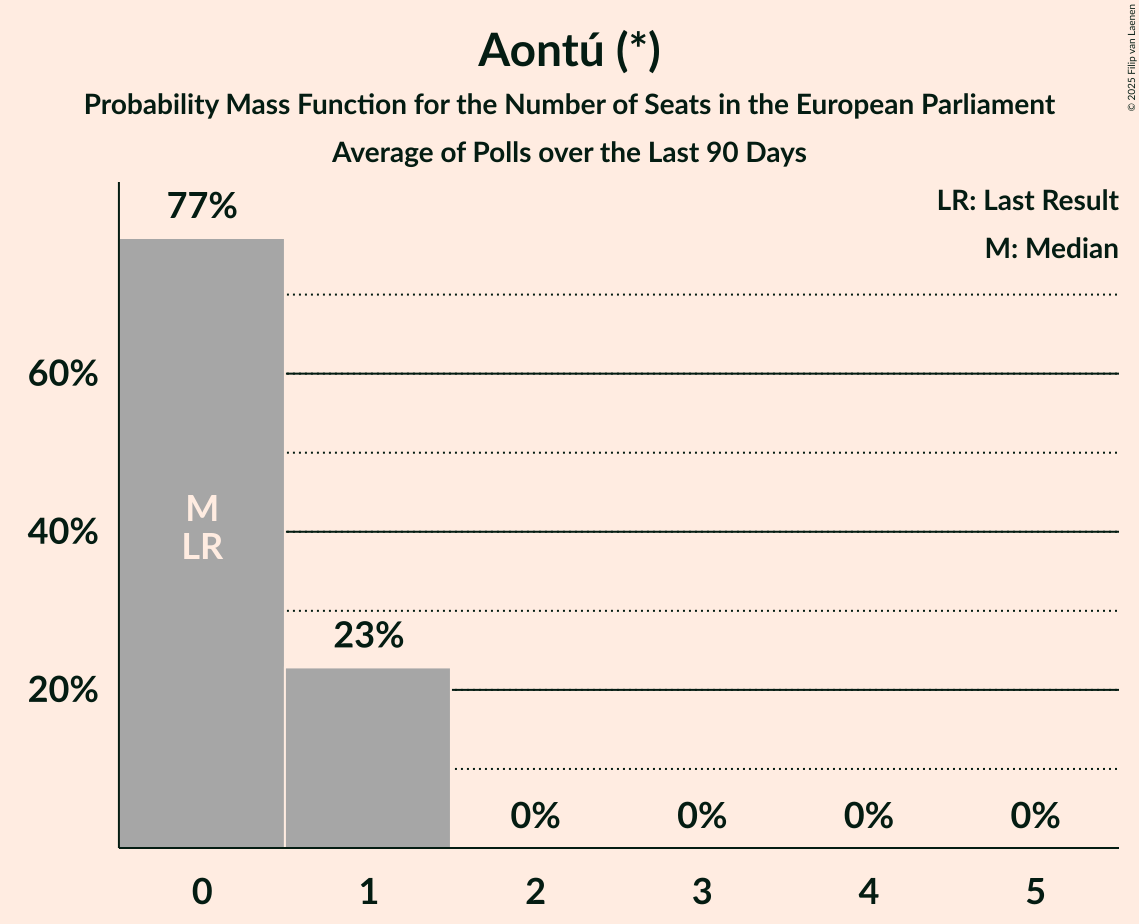 Aontú (*)
Probability Mass Function for the Number of Seats in the European Parliament
Average of Polls over the Last 90 Days
© 2025 Filip van Laenen
LR: Last Result
M: Median
77%
60%
M
40%
LR
23%
20%
0% 0% 0% 0%
0 1 2 3 4 5